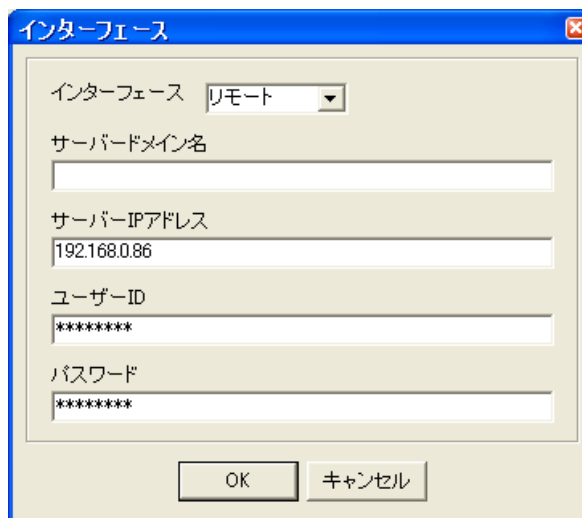 インターフェース
インターフェース リモート
サーバードメイン名
サーバーIPアドレス
192.168.0.86
ユーザーID
********
パスワード
********
OK キャンセル